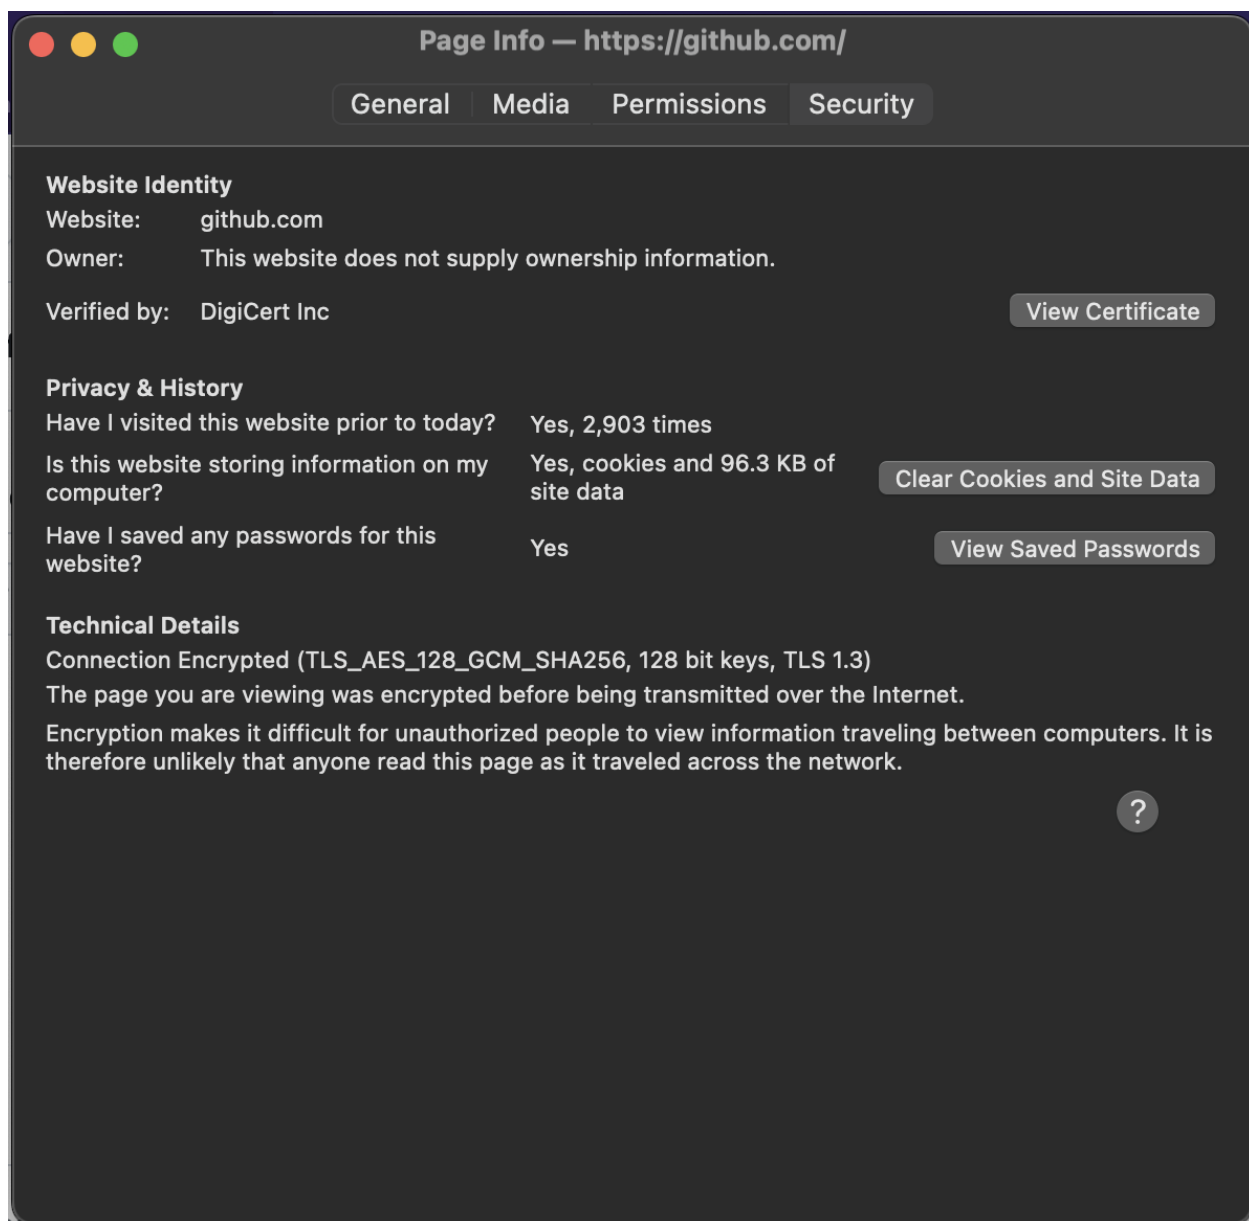 Page Info — https://github.com/
General Media Permissions Security
Website Identity
Website: github.com
Owner: This website does not supply ownership information.
Verified by: DigiCert Inc View Certificate
Privacy & History
Have I visited this website prior to today? Yes, 2,903 times
Is this website storing information on my
computer?
Yes, cookies and 96.3 KB of
site data
Clear Cookies and Site Data
Have I saved any passwords for this
website?
Yes
View Saved Passwords
Technical Details
Connection Encrypted (TLS_AES_128_GCM_SHA256, 128 bit keys, TLS 1.3)
The page you are viewing was encrypted before being transmitted over the Internet.
Encryption makes it difficult for unauthorized people to view information traveling between computers. It is
therefore unlikely that anyone read this page as it traveled across the network.
?